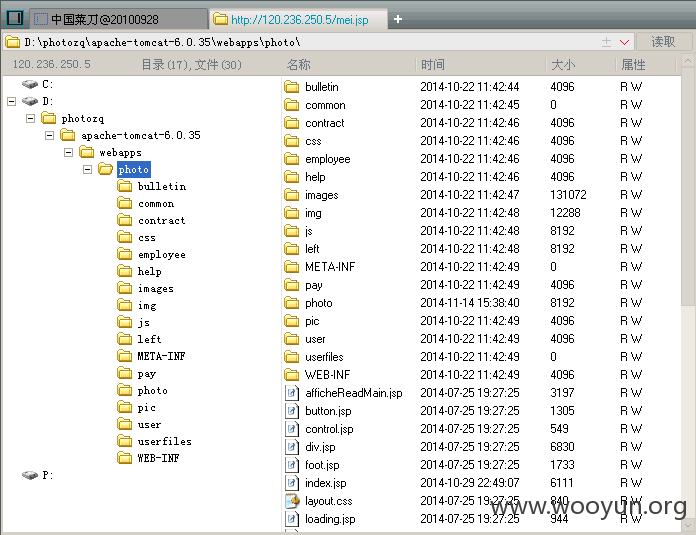 中国菜刀@20100928 http://120.236.250.5/mei.jsp +
D:\photozq\apache-tomcat-6.0.35\webapps\photo\ 读取
120.236.250.5 目录(17),文件(30) 名称 时间 大小 属性
C:
D:
photozq
apache-tomcat-6.0.35
webapps
photo
bulletin
common
contract
css
employee
help
images
img
js
left
META-INF
pay
photo
pic
user
userfiles
WEB-INF
P:
bulletin 2014-10-22 11:42:44 4096 R W
common 2014-10-22 11:42:45 0 R W
contract 2014-10-22 11:42:46 4096 R W
css 2014-10-22 11:42:46 4096 R W
employee 2014-10-22 11:42:46 4096 R W
help 2014-10-22 11:42:46 4096 R W
images 2014-10-22 11:42:47 131072 R W
img 2014-10-22 11:42:48 12288 R W
js 2014-10-22 11:42:48 8192 R W
left 2014-10-22 11:42:48 8192 R W
META-INF 2014-10-22 11:42:49 0 R W
pay 2014-10-22 11:42:49 4096 R W
photo 2014-11-14 15:38:40 8192 R W
pic 2014-10-22 11:42:49 4096 R W
user 2014-10-22 11:42:49 4096 R W
userfiles 2014-10-22 11:42:49 0 R W
WEB-INF 2014-10-22 11:42:49 4096 R W
afficheReadMain.jsp 2014-07-25 19:27:25 3197 R W
button.jsp 2014-07-25 19:27:25 1305 R W
control.jsp 2014-07-25 19:27:25 549 R W
div.jsp 2014-07-25 19:27:25 6830 R W
foot.jsp 2014-07-25 19:27:25 1733 R W
index.jsp 2014-10-29 22:49:07 6111 R W
layout.css 2014-07-25 19:27:25 840 R W
loading.jsp 2014-07-25 19:27:25 944 R W
www.wooyun.org